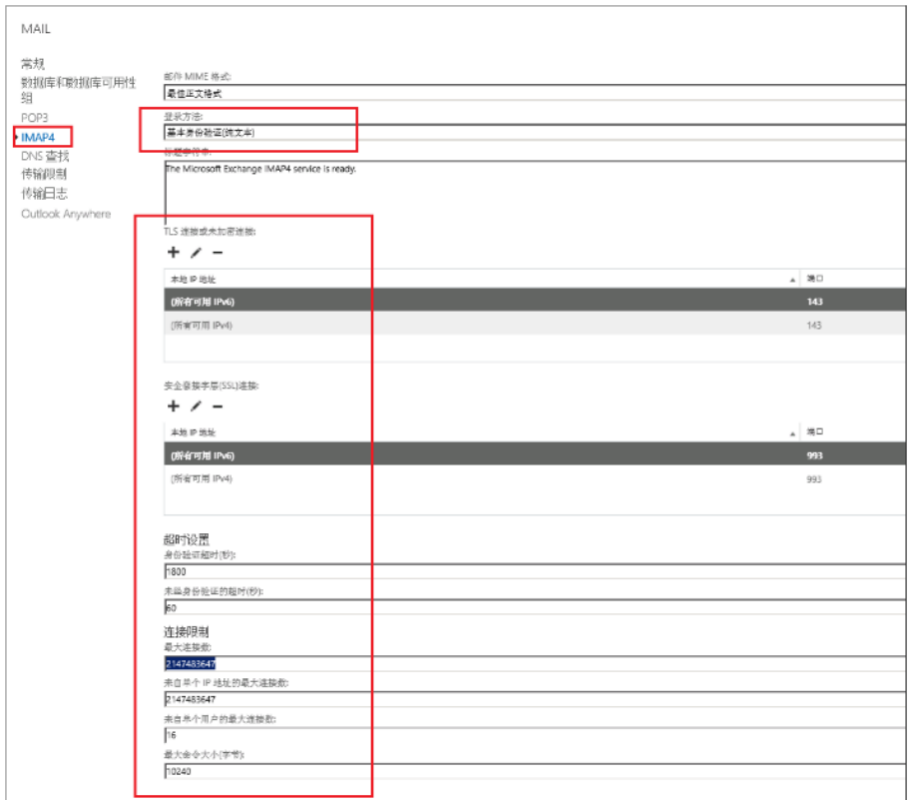 MAIL
常规
数据库和数据库可用性
组
POP3
IMAP4
DNS 查找
传输限制
传输日志
Outlook Anywhere
邮件 MIME 格式:
最佳正文格式
登录方法:
基本身份验证(纯文本)
标题字符串:
The Microsoft Exchange IMAP4 service is ready.
TLS 连接或未加密连接:
本地 IP 地址 端口
(所有可用 IPv6) 143
(所有可用 IPv4) 143
安全套接字层(SSL)连接:
本地 IP 地址 端口
(所有可用 IPv6) 993
(所有可用 IPv4) 993
超时设置
身份验证超时(秒):
1800
未经身份验证的超时(秒):
60
连接限制
最大连接数:
2147483647
来自单个 IP 地址的最大连接数:
2147483647
来自单个用户的最大连接数:
16
最大命令大小(字节):
10240